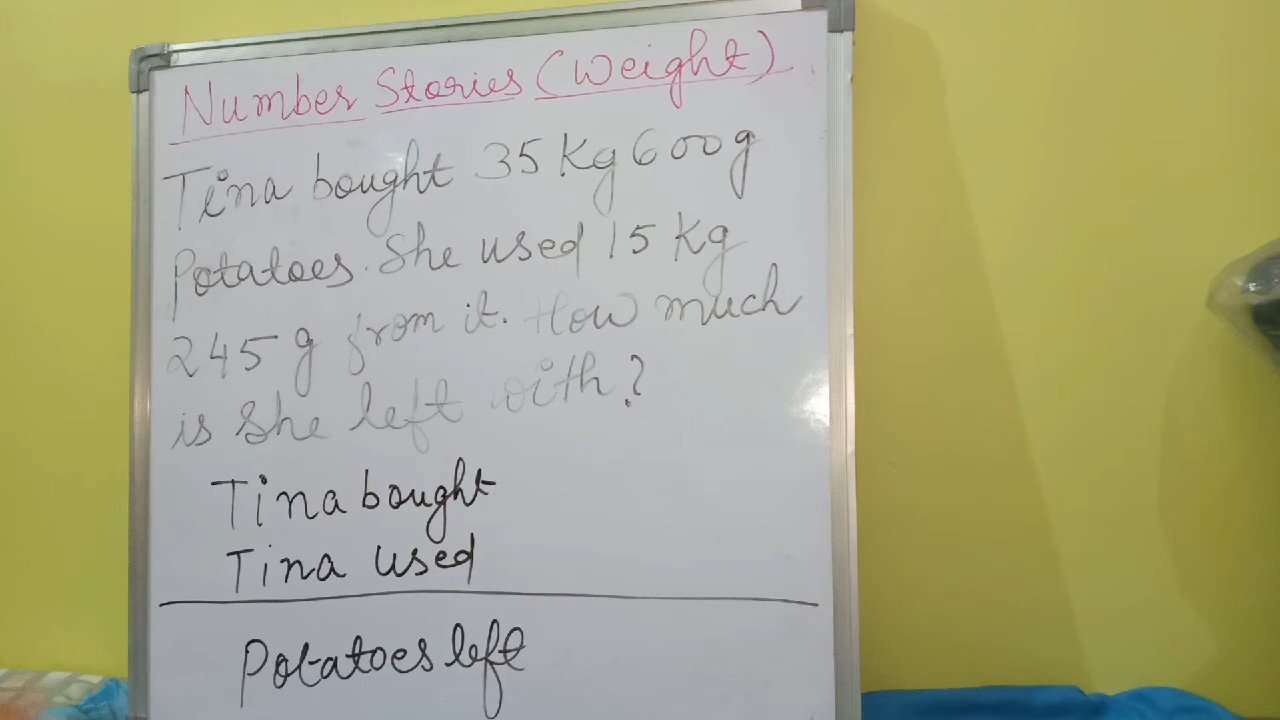 Number Stories (Weight)
Tina bought 35 Kg 600g
Potatoes. She used 15 Kg
245 g from it. How much
is She left with?
Tina bought
Tina used
Potatoes left